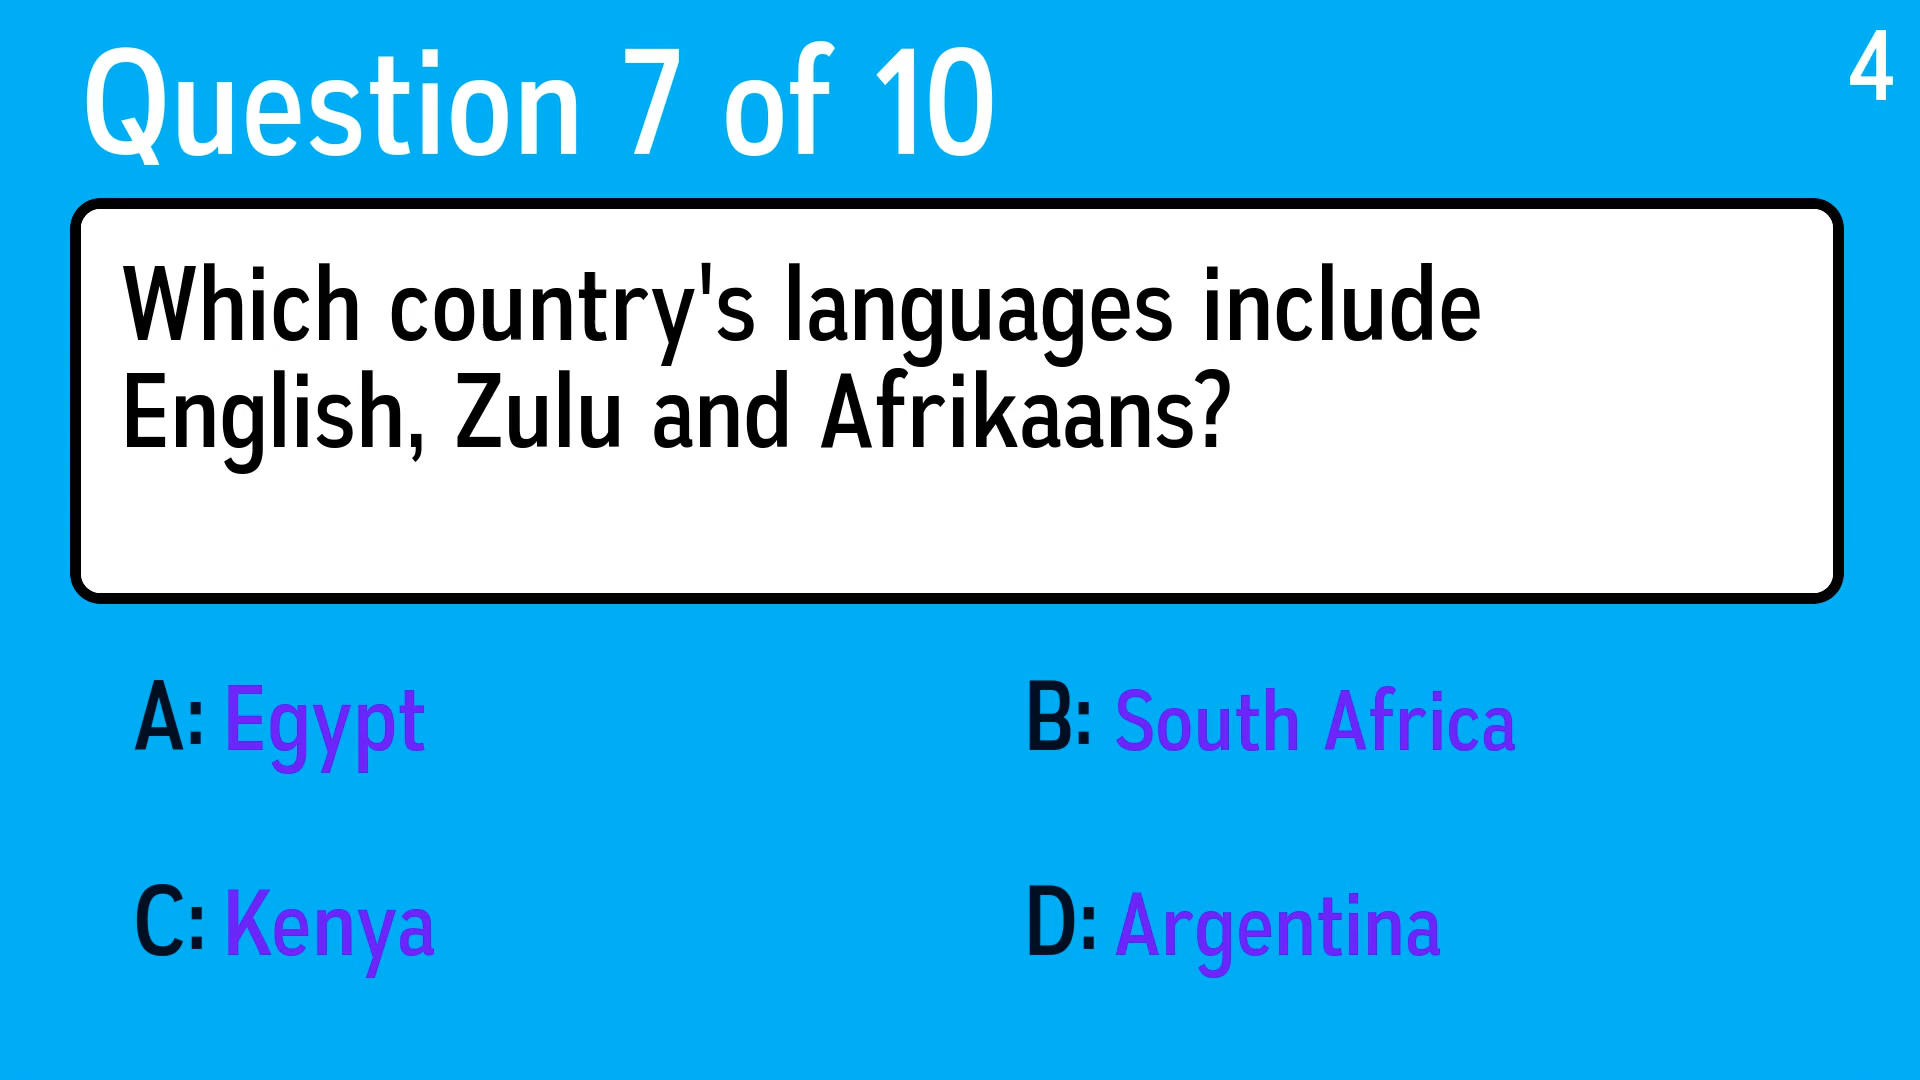 Question 7 of 10
4
Which country's languages include
English, Zulu and Afrikaans?
A: Egypt
B: South Africa
C: Kenya
D: Argentina